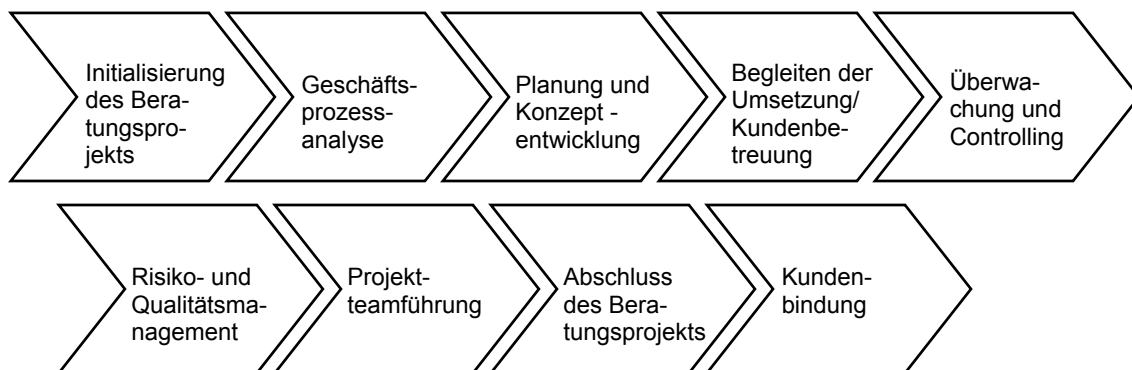 Initialisierung
des Bera-
tungspro-
jekts
Geschäfts-
prozess-
analyse
Planung und
Konzept -
entwicklung
Begleiten der
Umsetzung/
Kundenbe-
treuung
Überwa-
chung und
Controlling
Risiko- und
Qualitätsma-
nagement
Projekt-
teamführung
Abschluss
des Bera-
tungsprojekts
Kunden-
bindung